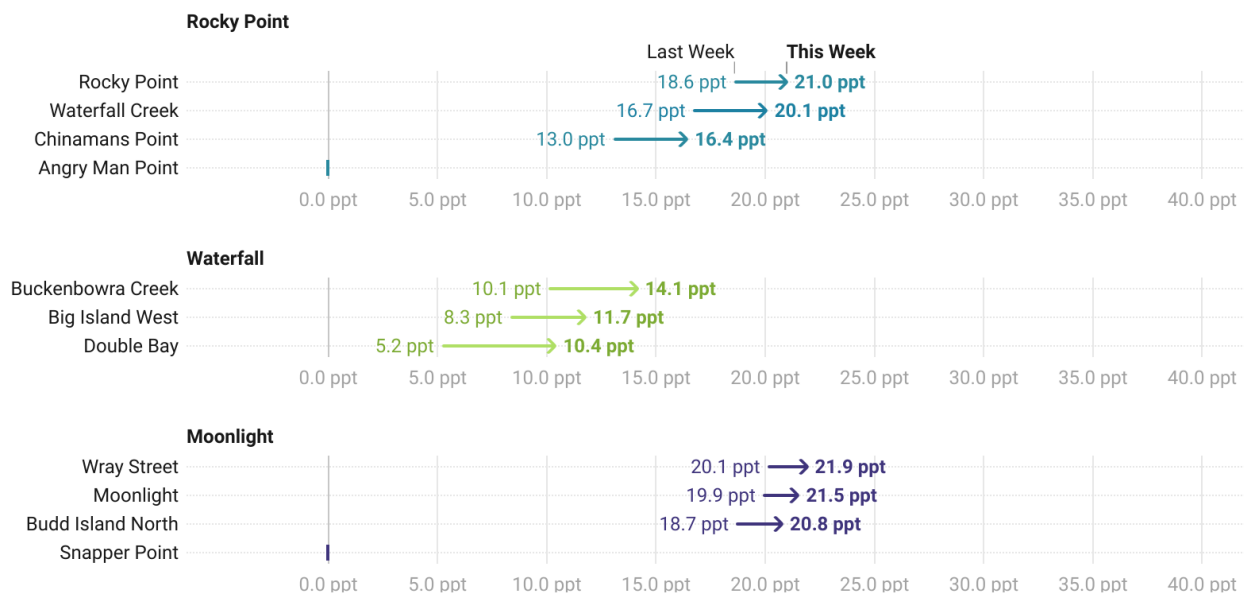 Rocky Point
Last Week This Week
Rocky Point 18.6 ppt 21.0 ppt
Waterfall Creek 16.7 ppt 20.1 ppt
Chinamans Point 13.0 ppt 16.4 ppt
Angry Man Point
0.0 ppt 5.0 ppt 10.0 ppt 15.0 ppt 20.0 ppt 25.0 ppt 30.0 ppt 35.0 ppt 40.0 ppt
Waterfall
Buckenbowra Creek 10.1 ppt 14.1 ppt
Big Island West 8.3 ppt 11.7 ppt
Double Bay 5.2 ppt 10.4 ppt
0.0 ppt 5.0 ppt 10.0 ppt 15.0 ppt 20.0 ppt 25.0 ppt 30.0 ppt 35.0 ppt 40.0 ppt
Moonlight
Wray Street 20.1 ppt 21.9 ppt
Moonlight 19.9 ppt 21.5 ppt
Budd Island North 18.7 ppt 20.8 ppt
Snapper Point
0.0 ppt 5.0 ppt 10.0 ppt 15.0 ppt 20.0 ppt 25.0 ppt 30.0 ppt 35.0 ppt 40.0 ppt